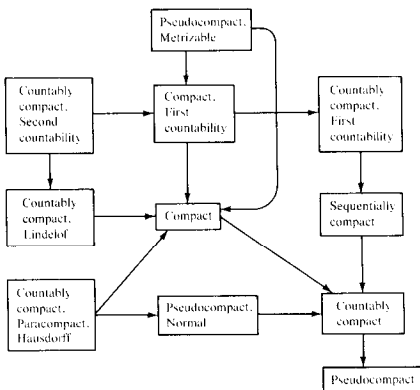 Pseudocompact,
Metrizable
Countably
compact,
Second
countability
Compact,
First
countability
Countably
compact,
First
countability
Countably
compact,
Lindelof
Compact
Sequentially
compact
Countably
compact,
Paracompact,
Hausdorff
Pseudocompact,
Normal
Countably
compact
Pseudocompact